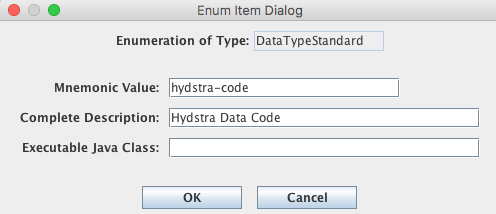 Enum Item Dialog
Enumeration of Type: DataTypeStandard
Mnemonic Value: hydstra-code
Complete Description: Hydstra Data Code
Executable Java Class:
OK Cancel